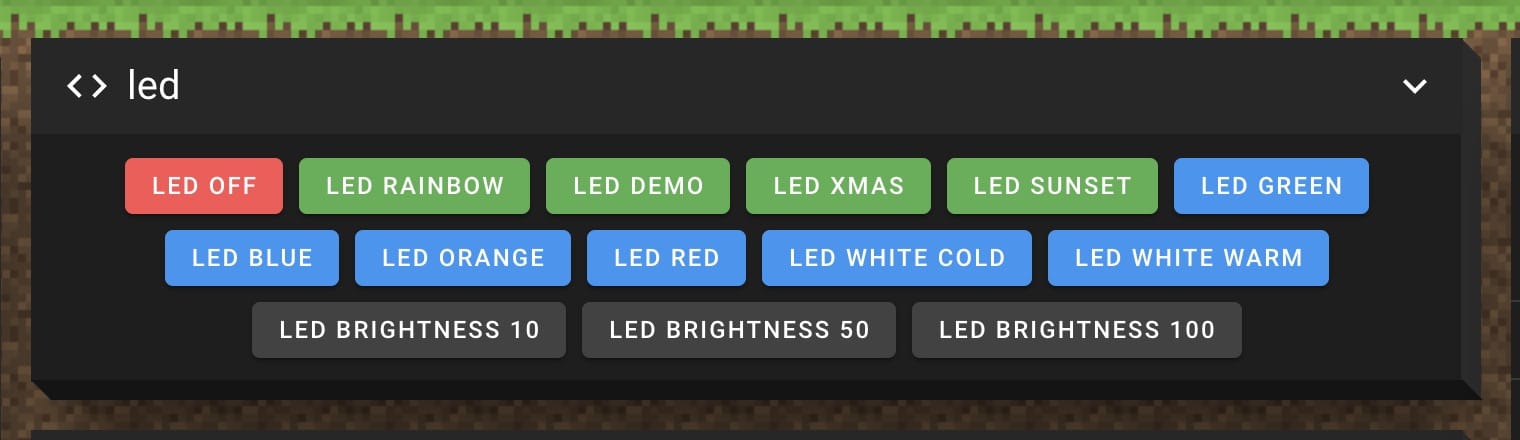 led
LED OFF LED RAINBOW LED DEMO LED XMAS LED SUNSET LED GREEN
LED BLUE LED ORANGE LED RED LED WHITE COLD LED WHITE WARM
LED BRIGHTNESS 10 LED BRIGHTNESS 50 LED BRIGHTNESS 100